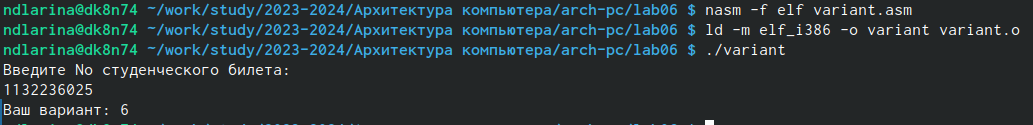 ndlarina@dk8n74 ~/work/study/2023-2024/Архитектура компьютера/arch-pc/lab06 $ nasm -f elf variant.asm
ndlarina@dk8n74 ~/work/study/2023-2024/Архитектура компьютера/arch-pc/lab06 $ ld -m elf_i386 -o variant variant.o
ndlarina@dk8n74 ~/work/study/2023-2024/Архитектура компьютера/arch-pc/lab06 $ ./variant
Введите No студенческого билета:
1132236025
Ваш вариант: 6